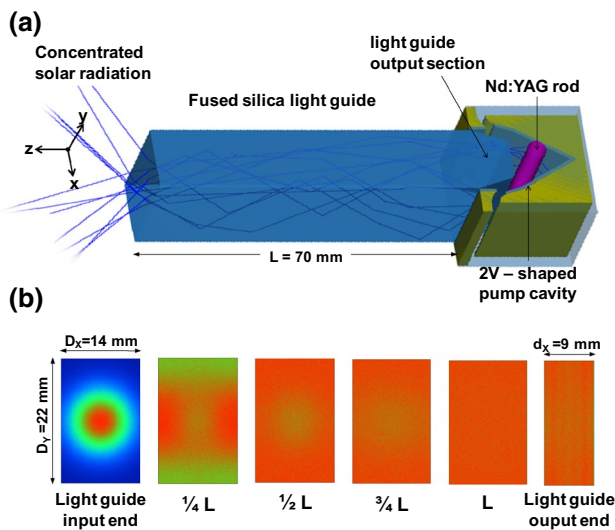 (a)
Concentrated
solar radiation
light guide
output section
Nd:YAG rod
Fused silica light guide
y
z
x
L = 70 mm
2V – shaped
pump cavity
(b)
Dₓ=14 mm
dₓ =9 mm
D_Y=22 mm
Light guide
input end
¼ L
½ L
¾ L
L
Light guide
ouput end